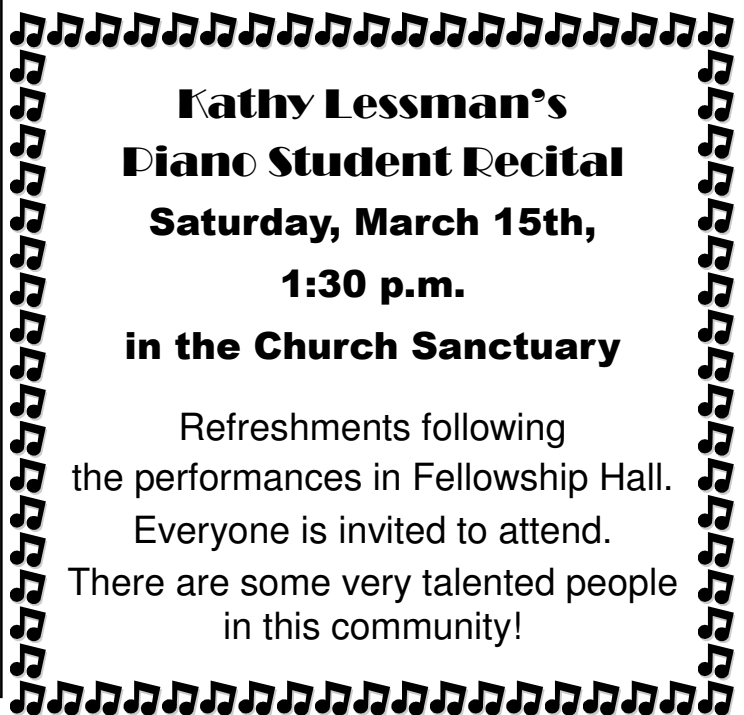 Kathy Lessman's
Piano Student Recital
Saturday, March 15th,
1:30 p.m.
in the Church Sanctuary
Refreshments following
the performances in Fellowship Hall.
Everyone is invited to attend.
There are some very talented people
in this community!